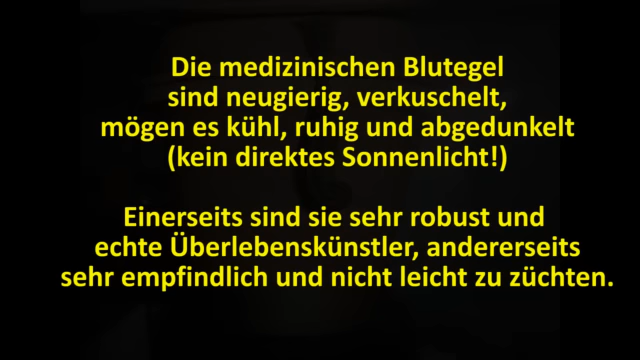 Die medizinischen Blutegel
sind neugierig, verkuschelt,
mögen es kühl, ruhig und abgedunkelt
(kein direktes Sonnenlicht!)
Einerseits sind sie sehr robust und
echte Überlebenskünstler, andererseits
sehr empfindlich und nicht leicht zu züchten.